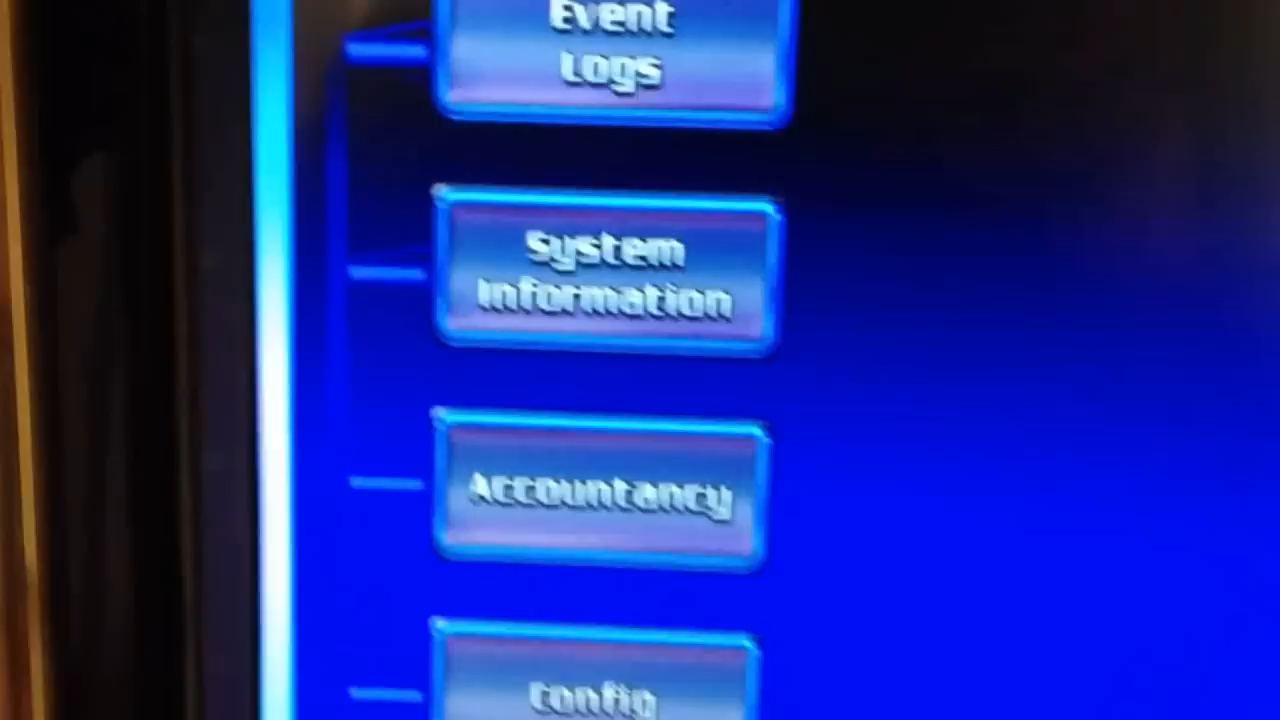 Event
Logs
System
Information
Accountancy
Config